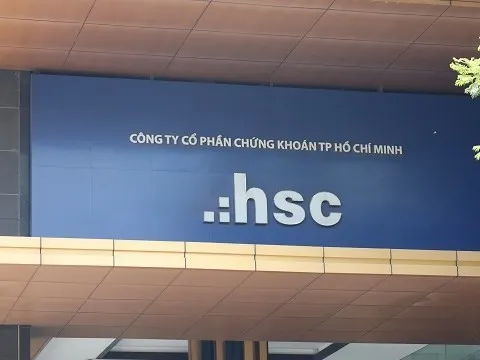 CÔNG TY CỔ PHẦN CHỨNG KHOÁN TP HỒ CHÍ MINH
.:hsc